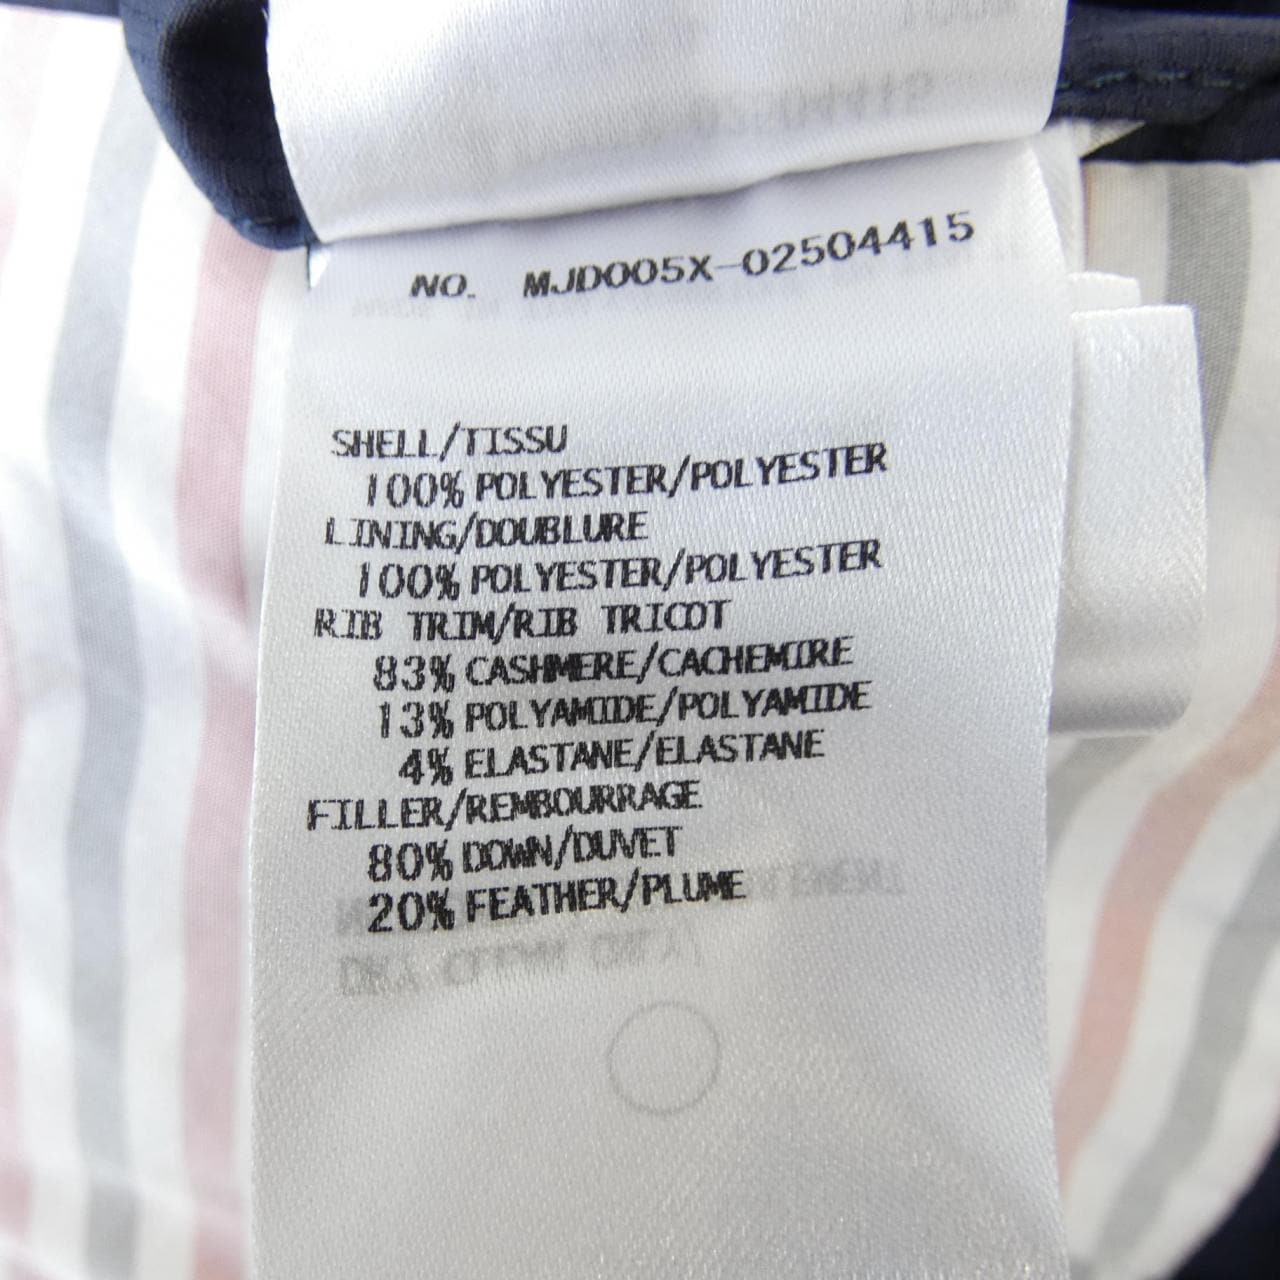 NO. MJD005X-02504415
SHELL/TISSU
100% POLYESTER/POLYESTER
LINING/DOUBLURE
100% POLYESTER/POLYESTER
RIB TRIM/RIB TRICOT
83% CASHMERE/CACHEMIRE
13% POLYAMIDE/POLYAMIDE
4% ELASTANE/ELASTANE
FILLER/REMBOURRAGE
80% DOWN/DUVET
20% FEATHER/PLUME